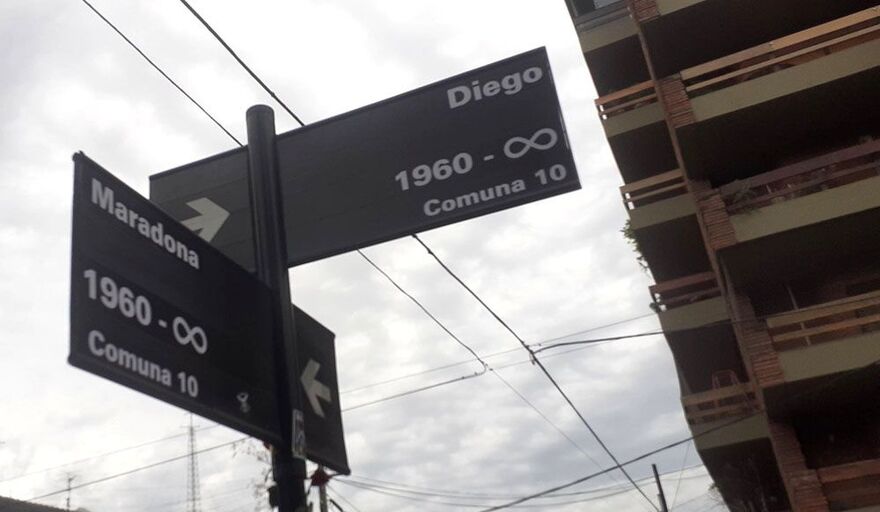 Diego
1960 - ∞
Comuna 10
Maradona
1960 - ∞
Comuna 10